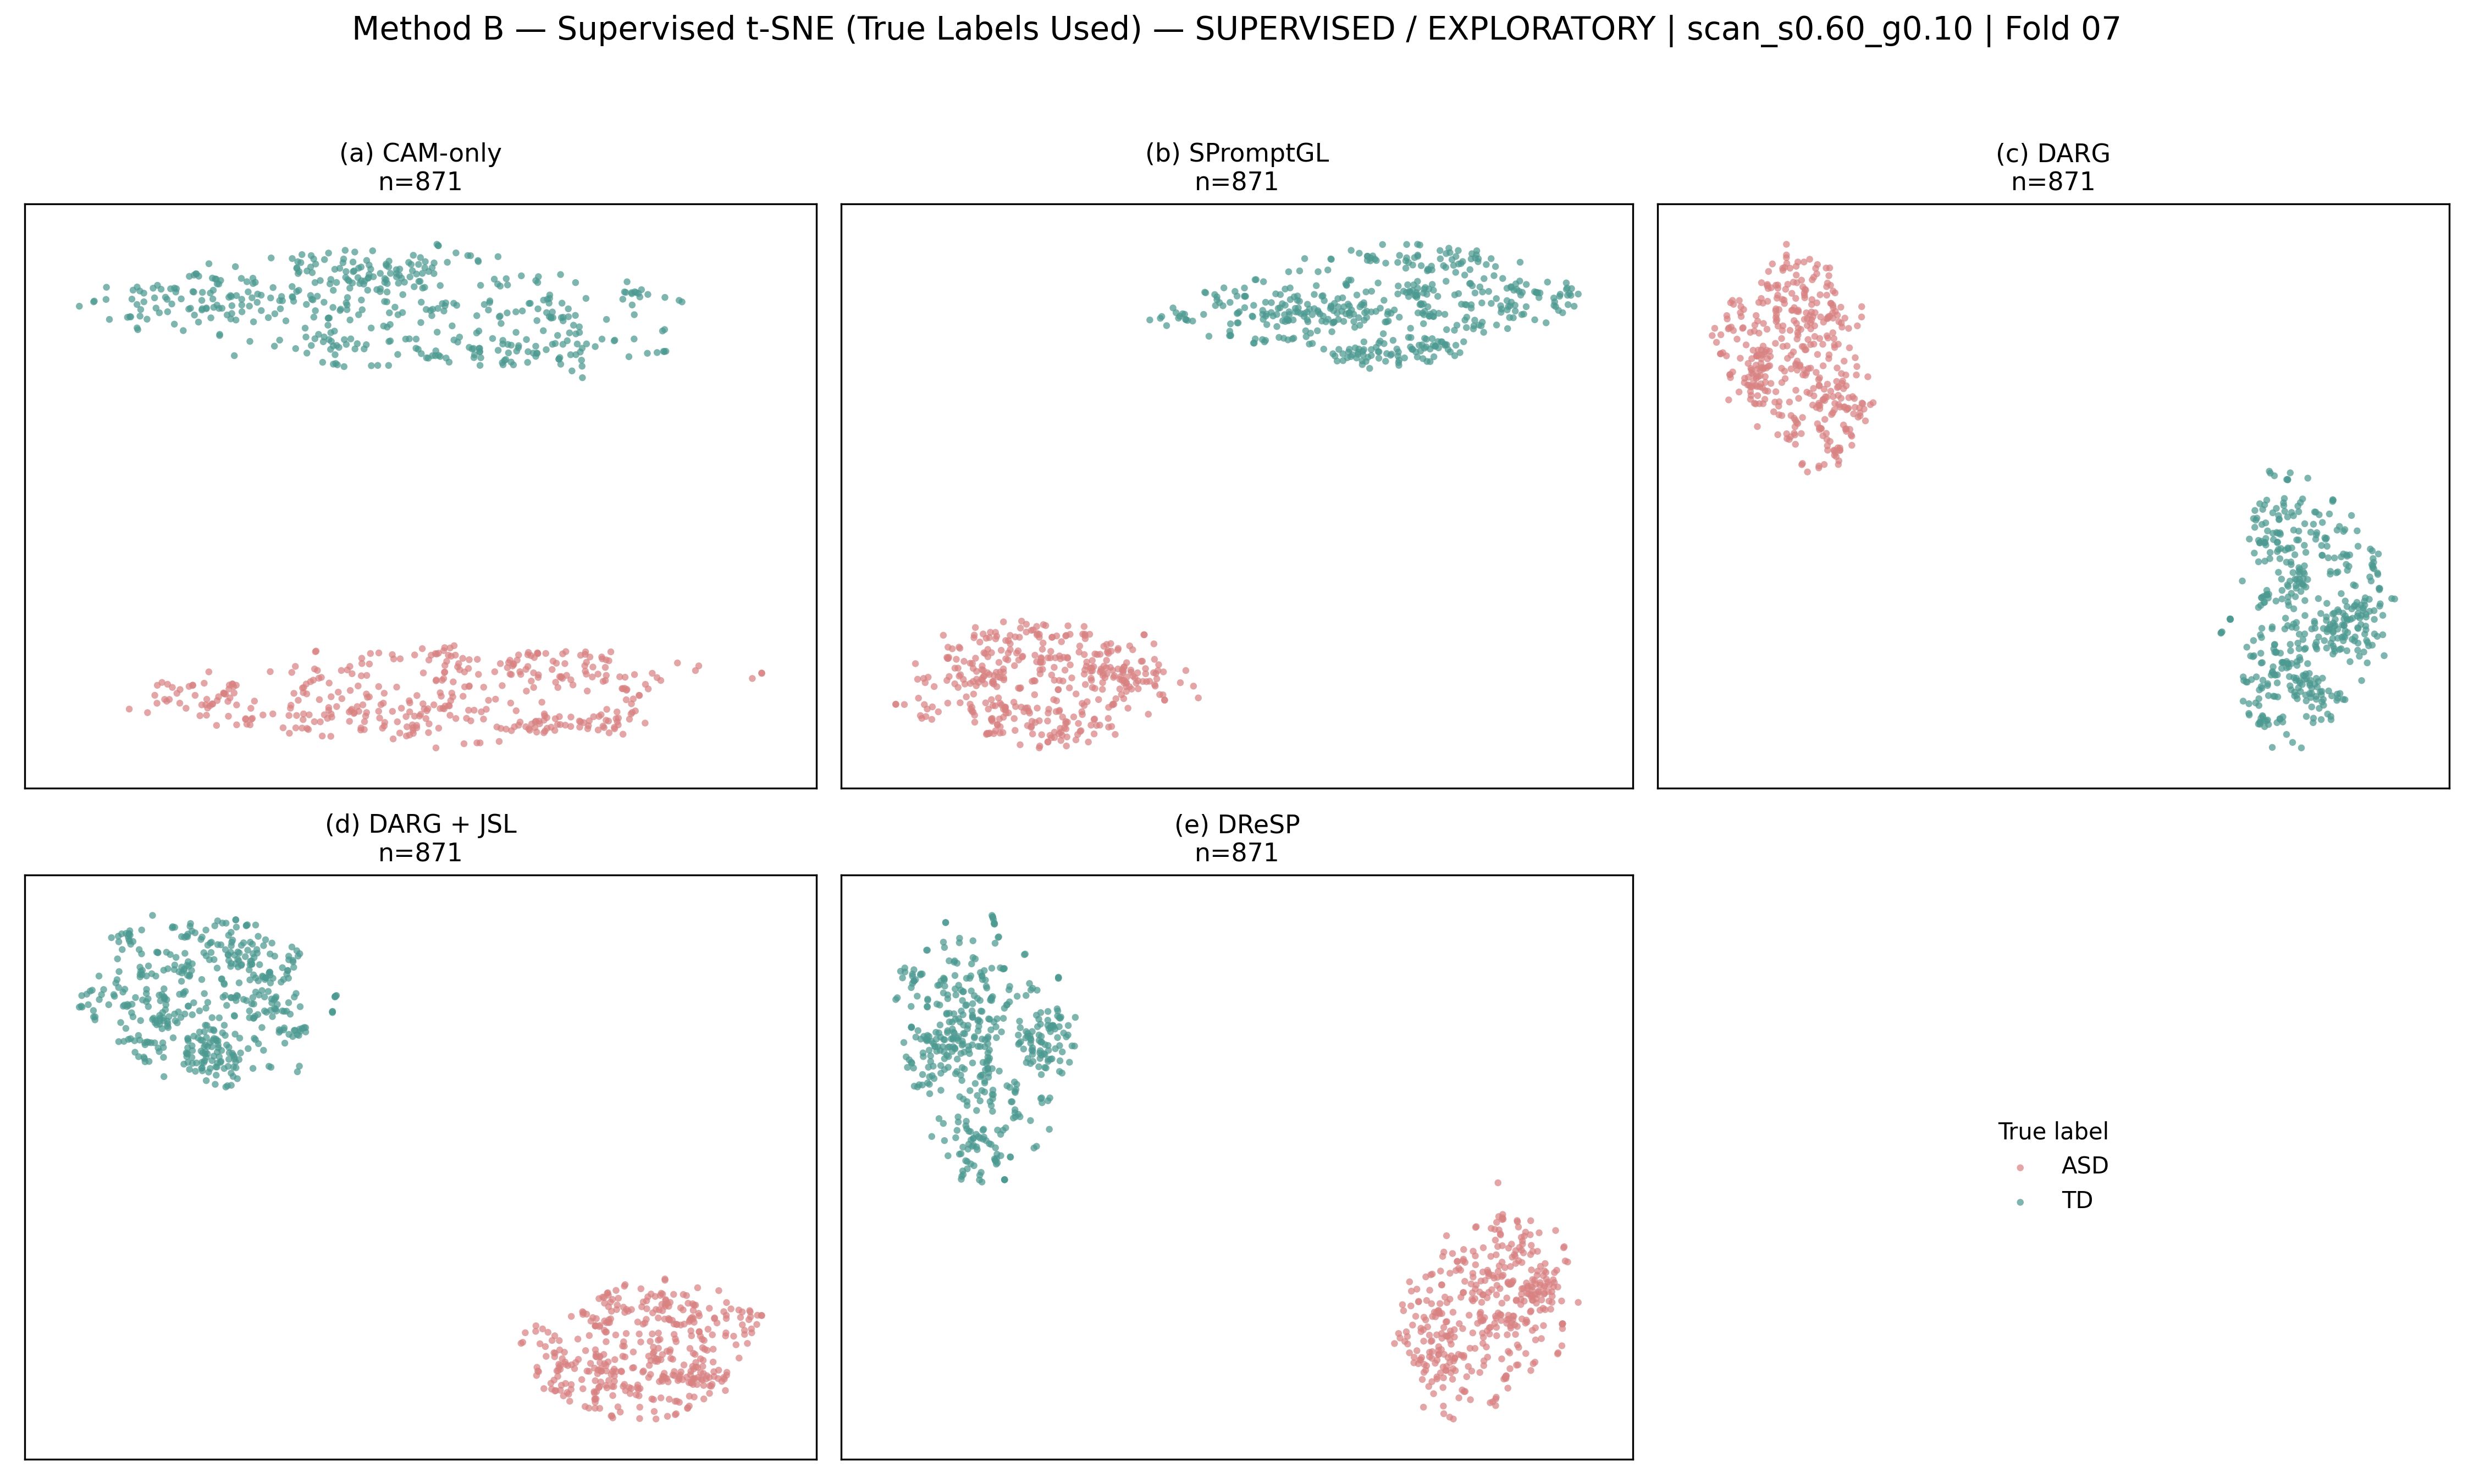 Method B — Supervised t-SNE (True Labels Used) — SUPERVISED / EXPLORATORY | scan_s0.60_g0.10 | Fold 07
(a) CAM-only
n=871
(b) SPromptGL
n=871
(c) DARG
n=871
(d) DARG + JSL
n=871
(e) DReSP
n=871
True label
ASD
TD